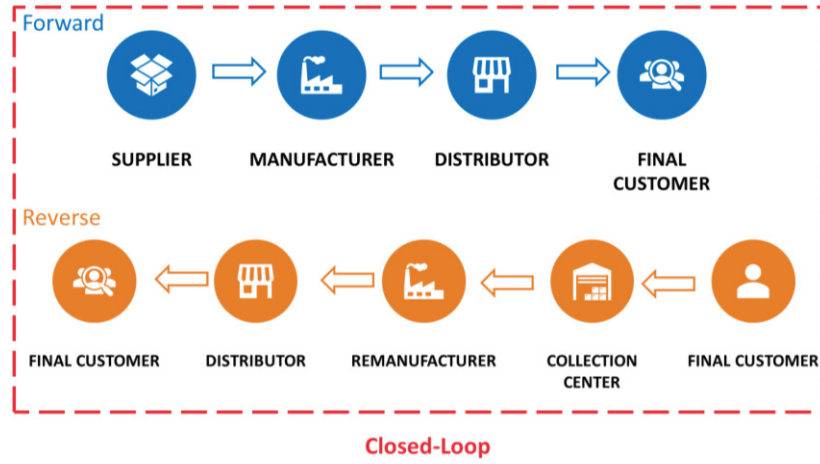 Forward
SUPPLIER
MANUFACTURER
DISTRIBUTOR
FINAL
CUSTOMER
Reverse
FINAL CUSTOMER
DISTRIBUTOR
REMANUFACTURER
COLLECTION
CENTER
FINAL CUSTOMER
Closed-Loop